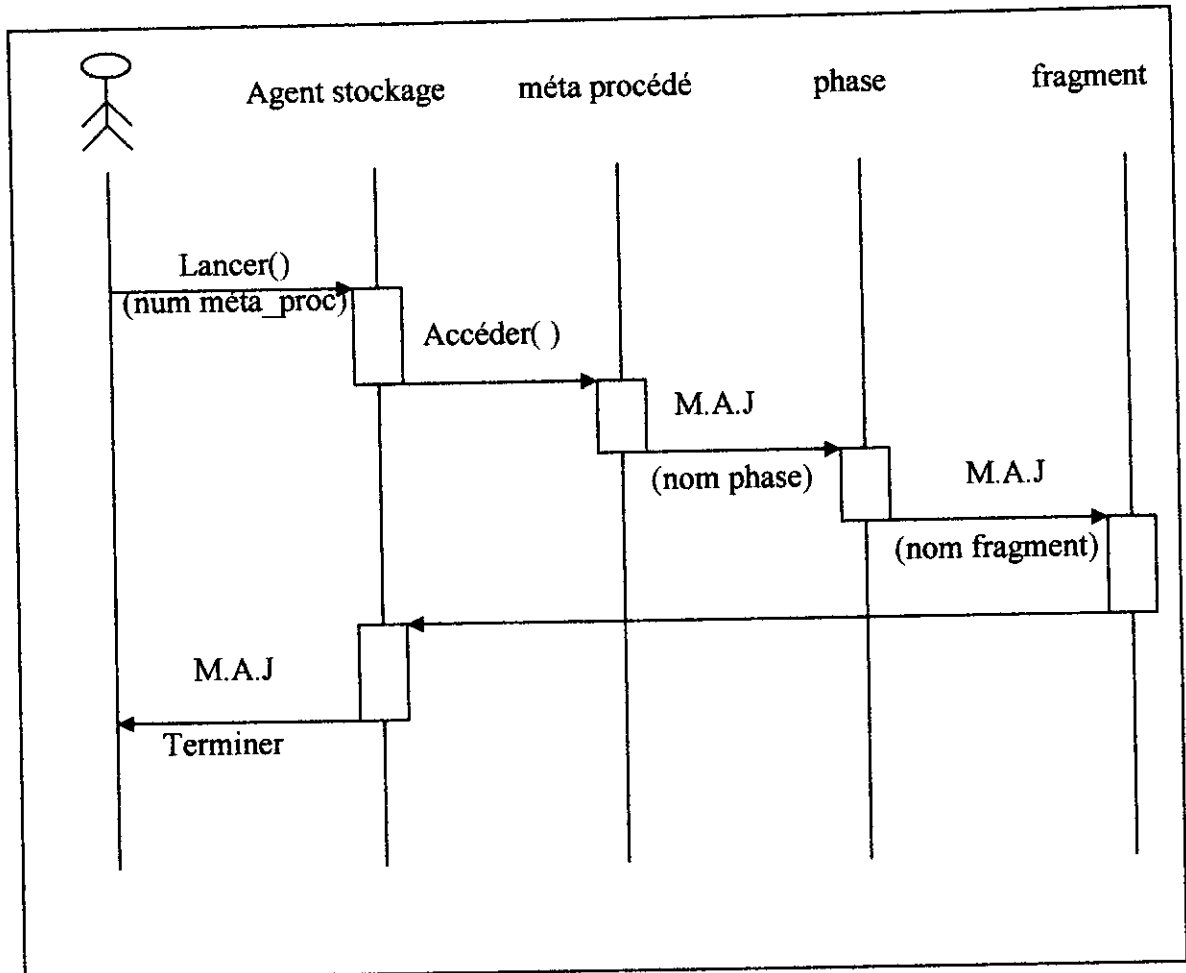 Agent stockage
méta procédé
phase
fragment
Lancer()
(num méta_proc)
Accéder( )
M.A.J
(nom phase)
M.A.J
(nom fragment)
M.A.J
Terminer